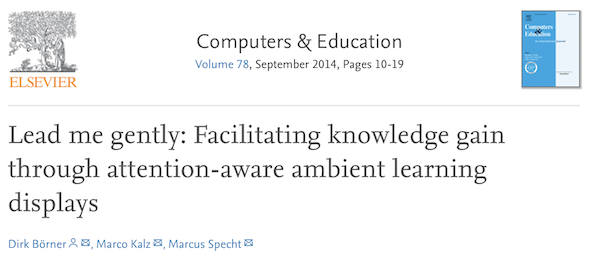 ELSEVIER
Computers & Education
Volume 78, September 2014, Pages 10-19
Computers
Education
Lead me gently: Facilitating knowledge gain
through attention-aware ambient learning
displays
Dirk Börner, Marco Kalz, Marcus Specht